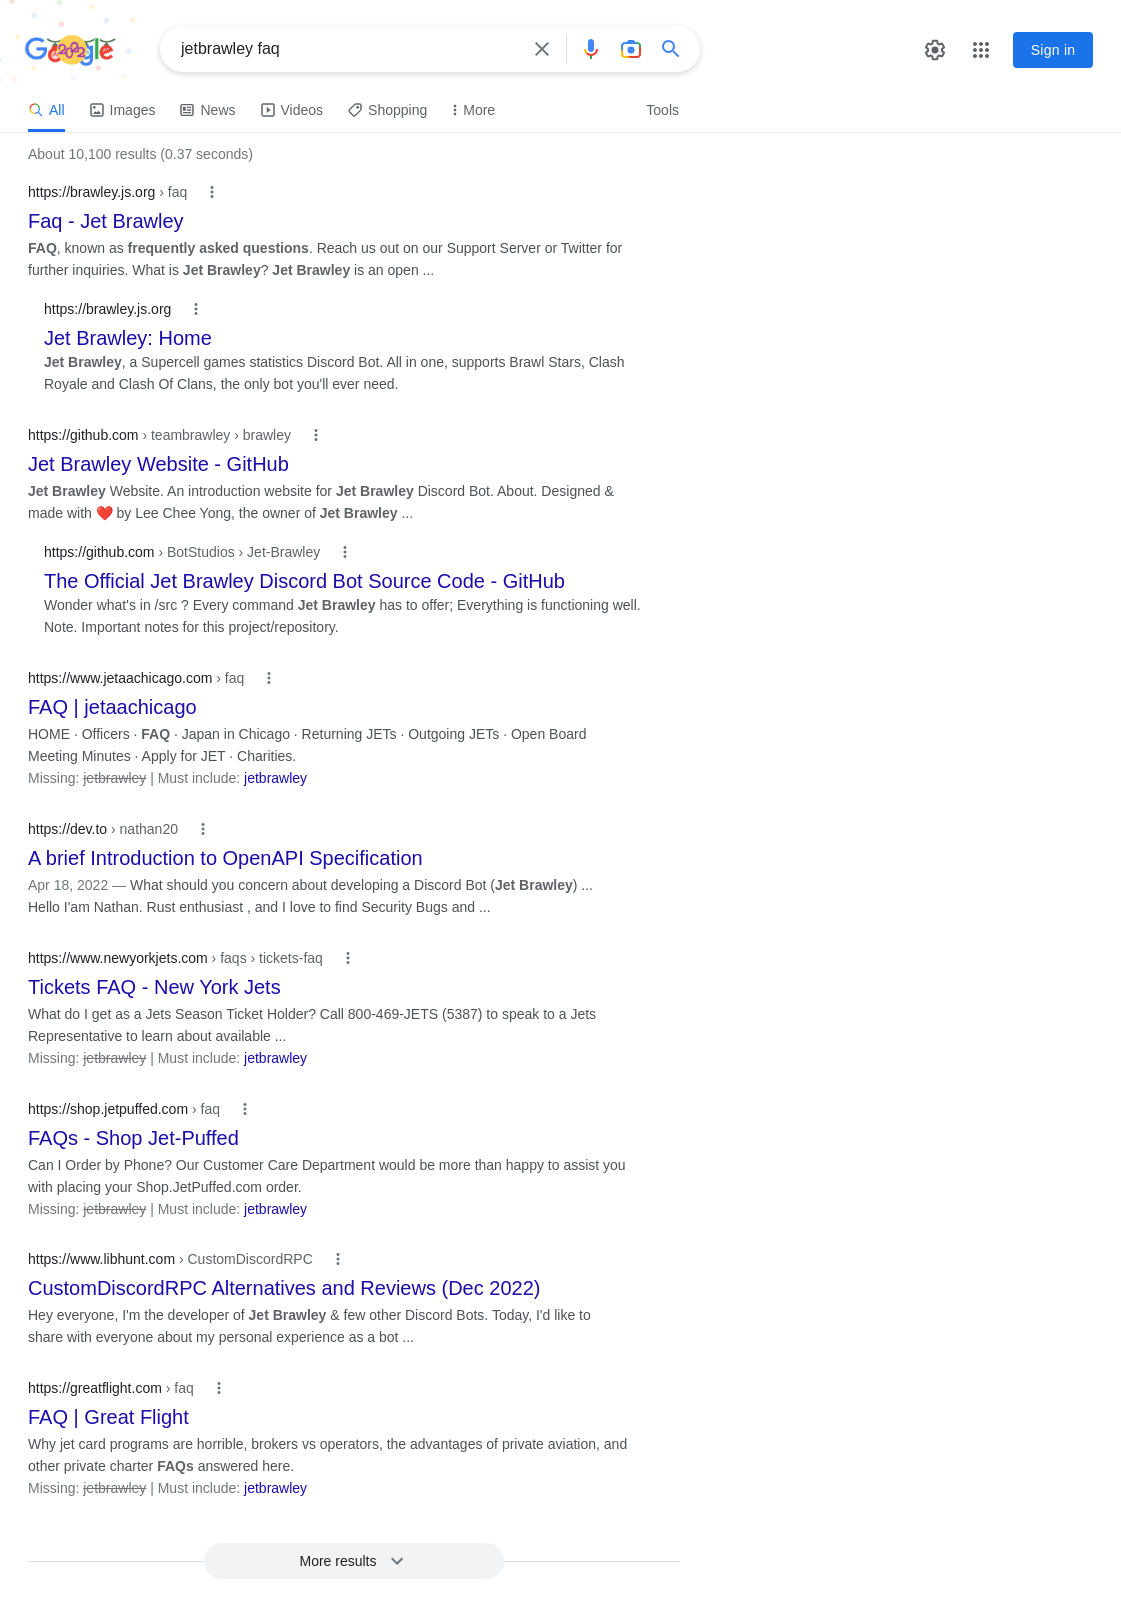 Google
jetbrawley faq
Sign in
All
Images
News
Videos
Shopping
More
Tools
About 10,100 results (0.37 seconds)
https://brawley.js.org › faq
Faq - Jet Brawley
FAQ, known as frequently asked questions. Reach us out on our Support Server or Twitter for
further inquiries. What is Jet Brawley? Jet Brawley is an open ...
https://brawley.js.org
Jet Brawley: Home
Jet Brawley, a Supercell games statistics Discord Bot. All in one, supports Brawl Stars, Clash
Royale and Clash Of Clans, the only bot you'll ever need.
https://github.com › teambrawley › brawley
Jet Brawley Website - GitHub
Jet Brawley Website. An introduction website for Jet Brawley Discord Bot. About. Designed &
made with ❤️ by Lee Chee Yong, the owner of Jet Brawley ...
https://github.com › BotStudios › Jet-Brawley
The Official Jet Brawley Discord Bot Source Code - GitHub
Wonder what's in /src ? Every command Jet Brawley has to offer; Everything is functioning well.
Note. Important notes for this project/repository.
https://www.jetaachicago.com › faq
FAQ | jetaachicago
HOME · Officers · FAQ · Japan in Chicago · Returning JETs · Outgoing JETs · Open Board
Meeting Minutes · Apply for JET · Charities.
Missing: jetbrawley | Must include: jetbrawley
https://dev.to › nathan20
A brief Introduction to OpenAPI Specification
Apr 18, 2022 — What should you concern about developing a Discord Bot (Jet Brawley) ...
Hello I'am Nathan. Rust enthusiast , and I love to find Security Bugs and ...
https://www.newyorkjets.com › faqs › tickets-faq
Tickets FAQ - New York Jets
What do I get as a Jets Season Ticket Holder? Call 800-469-JETS (5387) to speak to a Jets
Representative to learn about available ...
Missing: jetbrawley | Must include: jetbrawley
https://shop.jetpuffed.com › faq
FAQs - Shop Jet-Puffed
Can I Order by Phone? Our Customer Care Department would be more than happy to assist you
with placing your Shop.JetPuffed.com order.
Missing: jetbrawley | Must include: jetbrawley
https://www.libhunt.com › CustomDiscordRPC
CustomDiscordRPC Alternatives and Reviews (Dec 2022)
Hey everyone, I'm the developer of Jet Brawley & few other Discord Bots. Today, I'd like to
share with everyone about my personal experience as a bot ...
https://greatflight.com › faq
FAQ | Great Flight
Why jet card programs are horrible, brokers vs operators, the advantages of private aviation, and
other private charter FAQs answered here.
Missing: jetbrawley | Must include: jetbrawley
More results